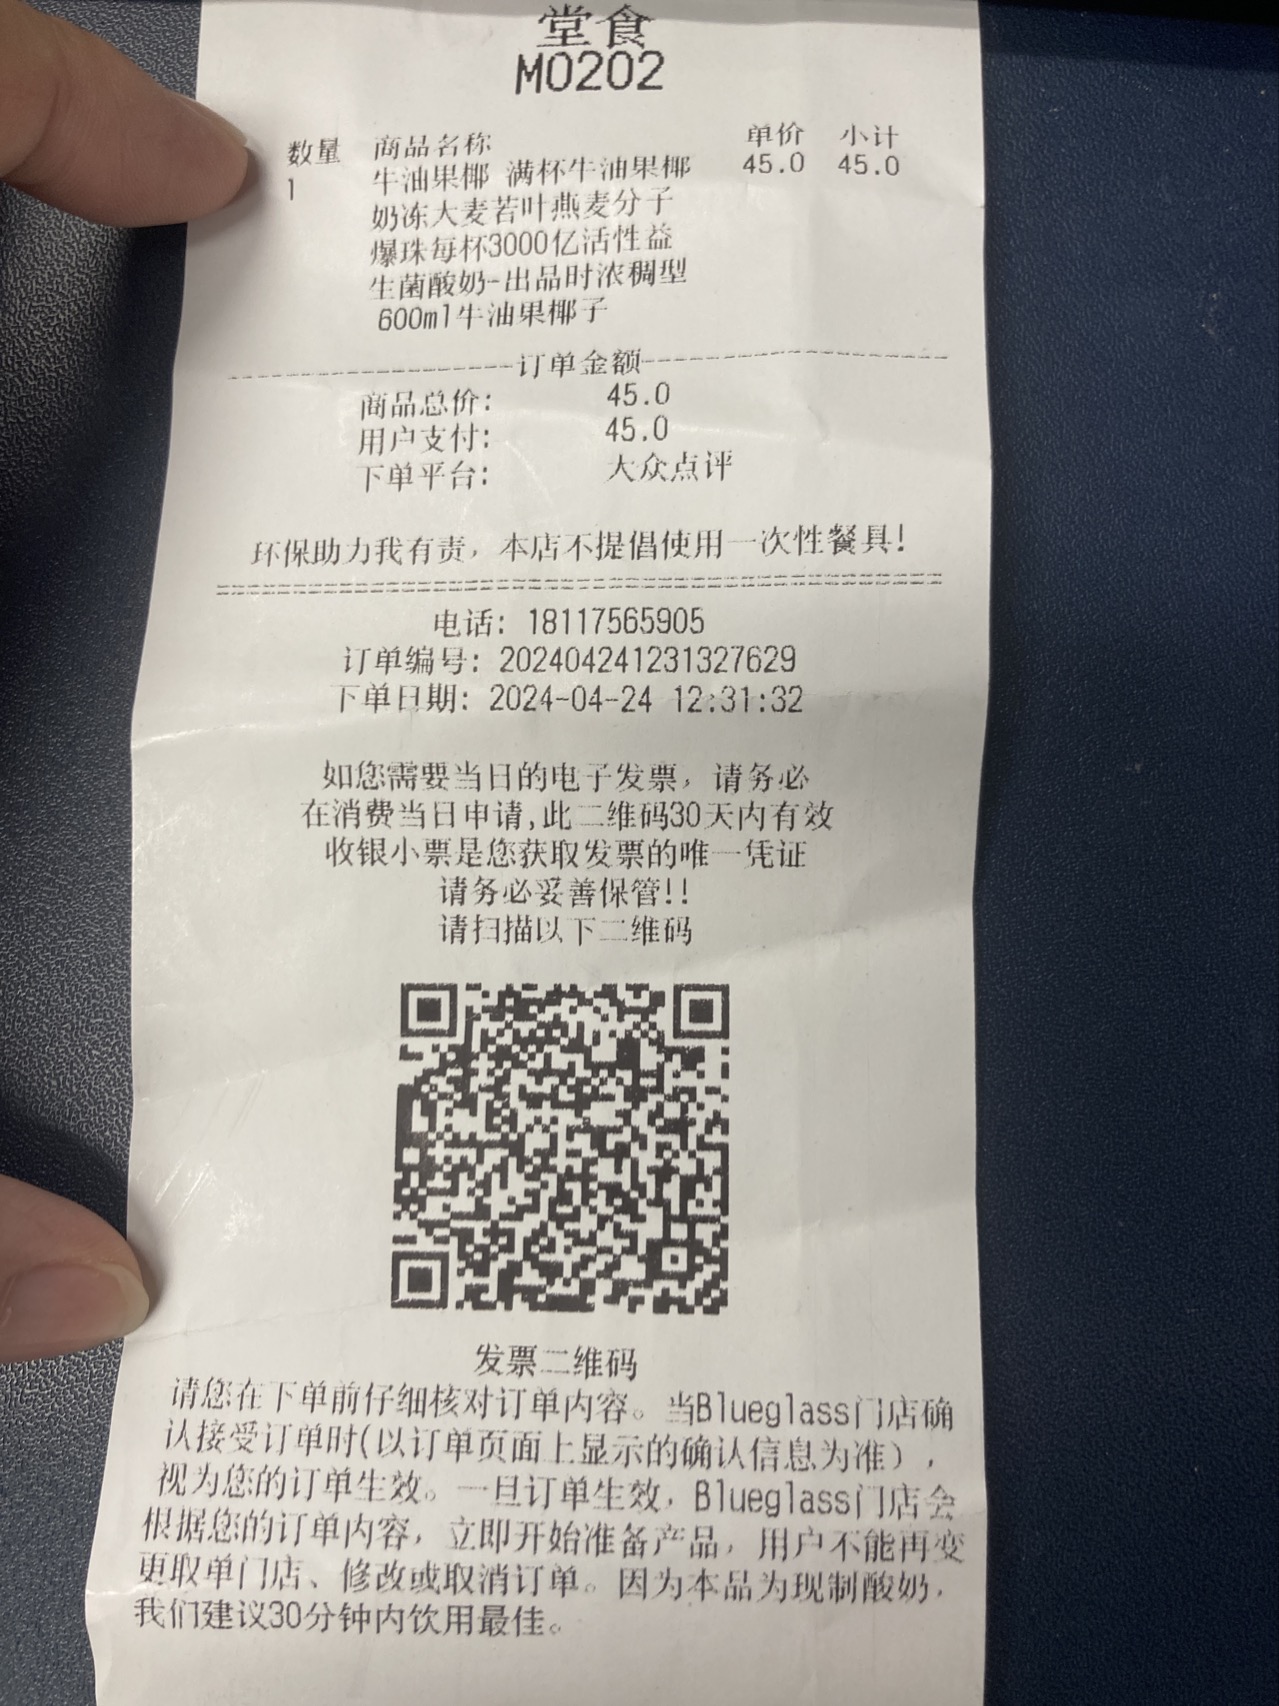 堂食
M0202
数量 商品名称 单价 小计
1 牛油果椰 满杯牛油果椰 45.0 45.0
奶冻大麦若叶燕麦分子
爆珠每杯3000亿活性益
生菌酸奶-出品时浓稠型
600ml牛油果椰子
------------------订单金额--------------------
商品总价: 45.0
用户支付: 45.0
下单平台: 大众点评
环保助力我有责，本店不提倡使用一次性餐具!
电话: 18117565905
订单编号: 202404241231327629
下单日期: 2024-04-24 12:31:32
如您需要当日的电子发票，请务必
在消费当日申请,此二维码30天内有效
收银小票是您获取发票的唯一凭证
请务必妥善保管!!
请扫描以下二维码
发票二维码
请您在下单前仔细核对订单内容。当Blueglass门店确
认接受订单时(以订单页面上显示的确认信息为准)，
视为您的订单生效。一旦订单生效，Blueglass门店会
根据您的订单内容，立即开始准备产品，用户不能再变
更取单门店、修改或取消订单。因为本品为现制酸奶，
我们建议30分钟内饮用最佳。